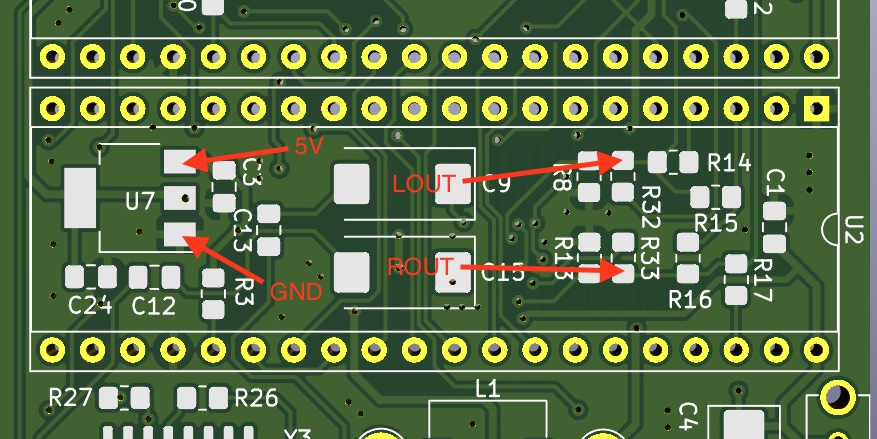 2
5V
C3
LOUT
C9
R8
R32
R14
C1
U7
C13
R15
U2
ROUT
C15
R13
R33
GND
R3
R16
R17
C24
C12
R27
R26
L1
C4